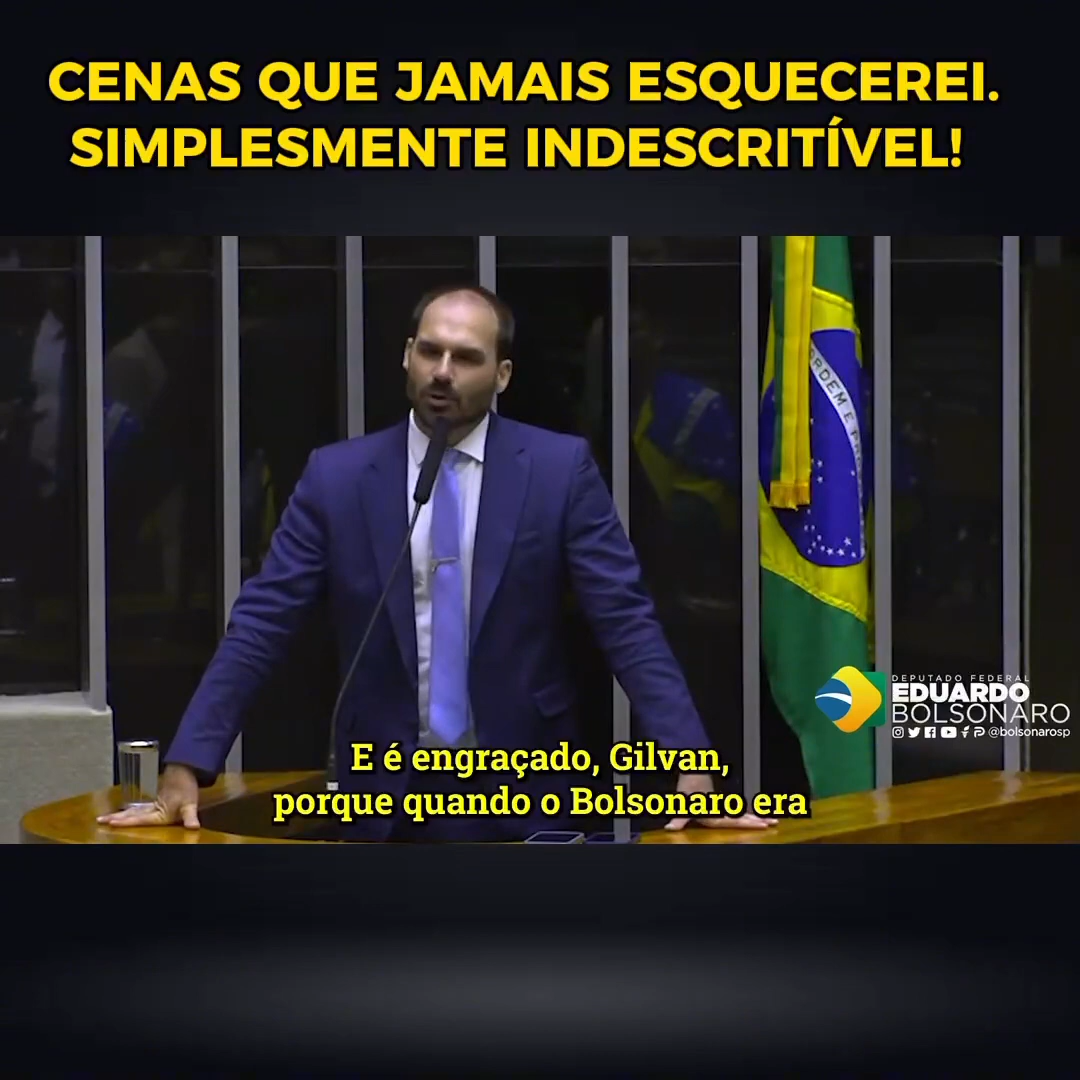 CENAS QUE JAMAIS ESQUECEREI.
SIMPLESMENTE INDESCRITÍVEL!
ORDEM E P
DEPUTADO FEDERAL
EDUARDO
BOLSONARO
@bolsonarosp
E é engraçado, Gilvan,
porque quando o Bolsonaro era